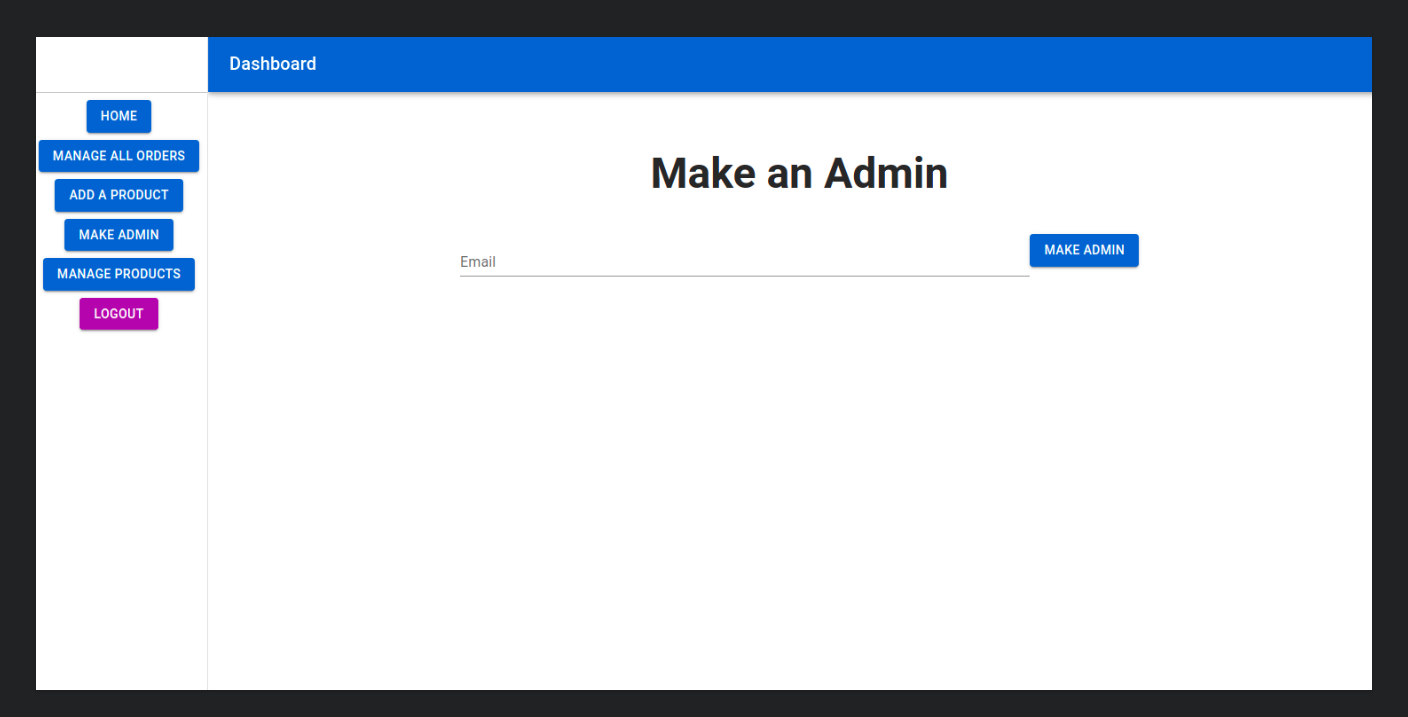 Dashboard
HOME
MANAGE ALL ORDERS
ADD A PRODUCT
MAKE ADMIN
MANAGE PRODUCTS
LOGOUT
Make an Admin
Email
MAKE ADMIN